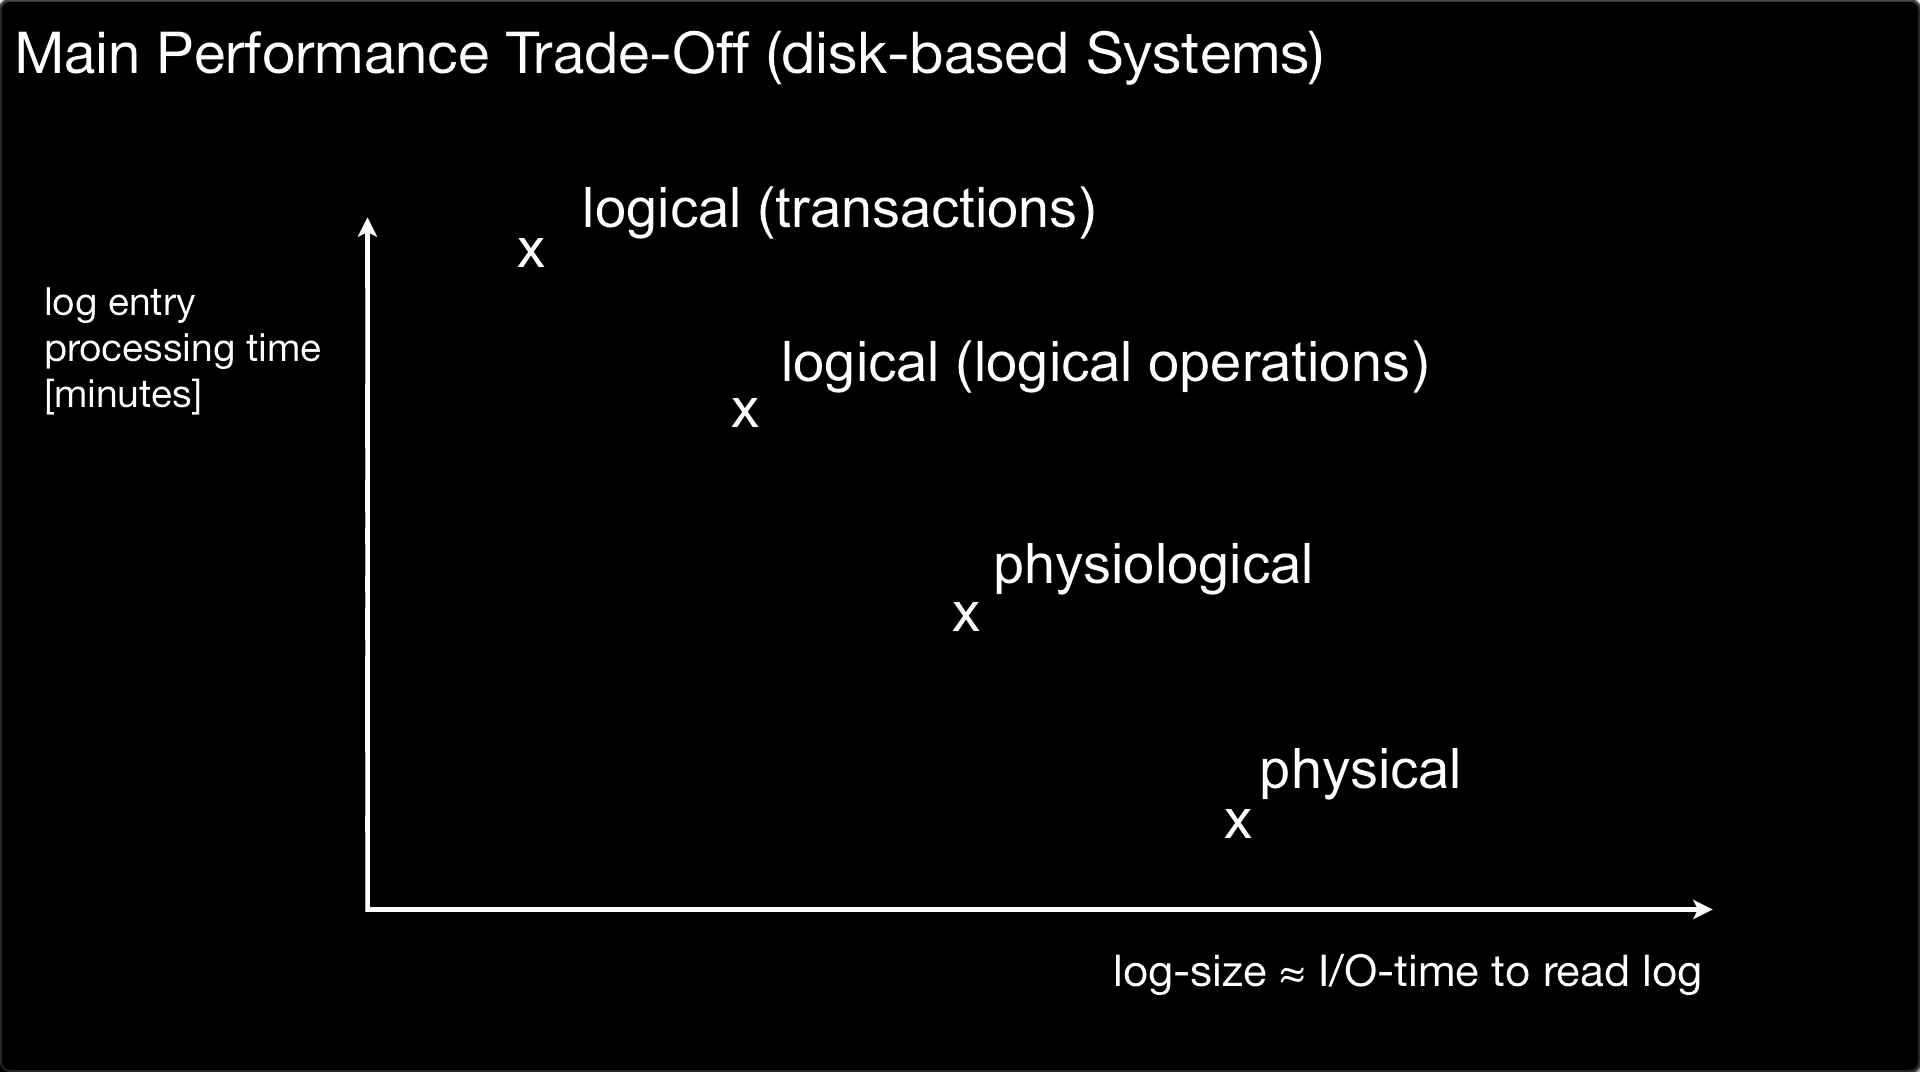 Main Performance Trade-Off (disk-based Systems)
logical (transactions)
x
log entry
processing time
[minutes]
logical (logical operations)
x
physiological
x
physical
x
log-size ≈ I/O-time to read log